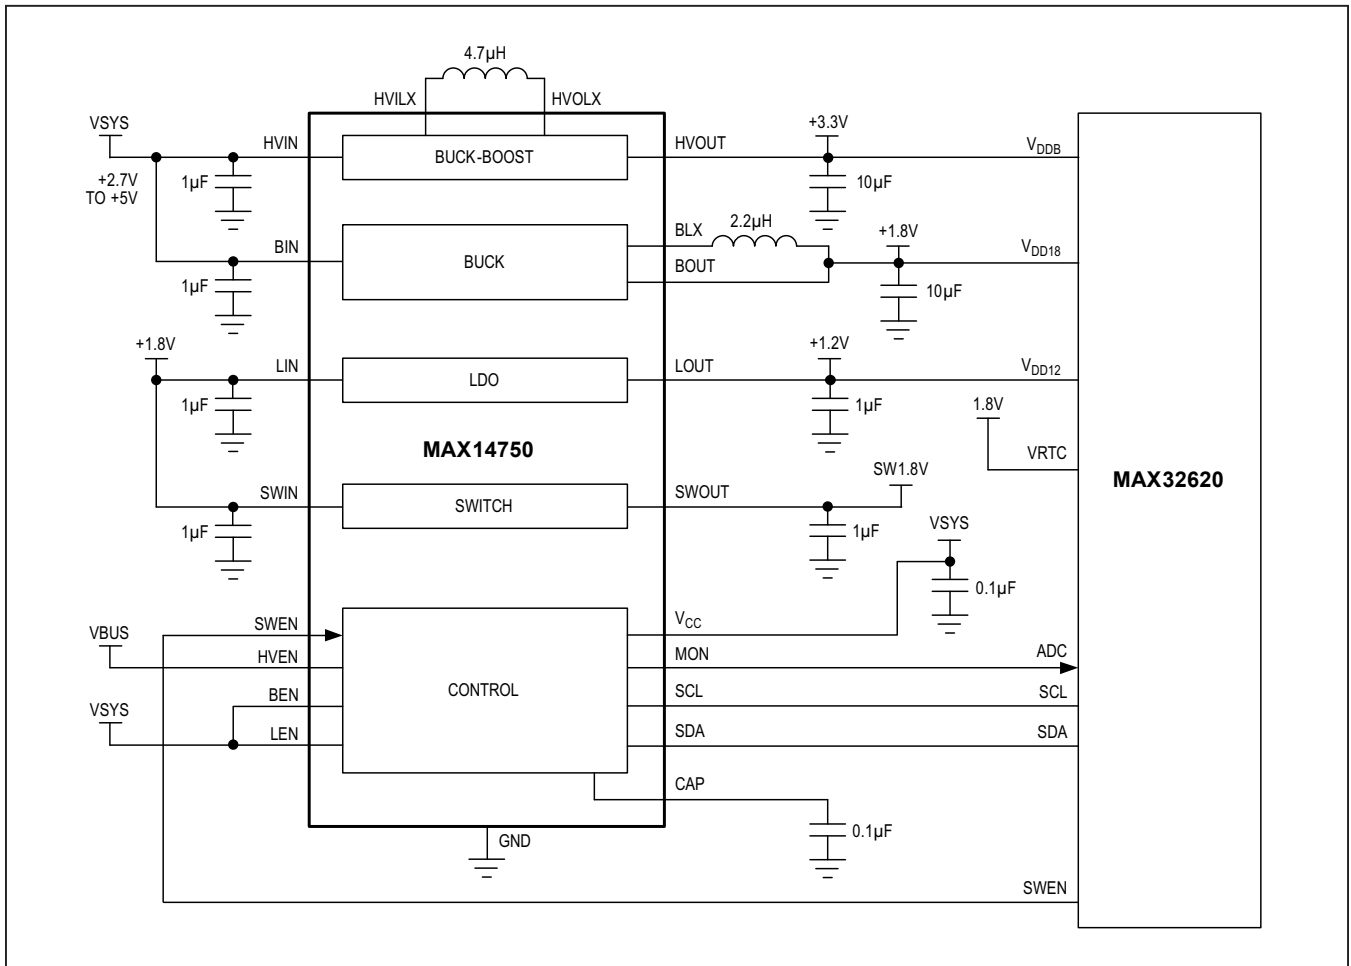 4.7µH
HVILX
HVOLX
VSYS
HVIN
BUCK-BOOST
HVOUT
+3.3V
VDDB
+2.7V
TO +5V
1µF
10µF
BIN
BUCK
BLX
2.2µH
BOUT
+1.8V
VDD18
1µF
10µF
+1.8V
LIN
LDO
LOUT
+1.2V
VDD12
1µF
1µF
1.8V
VRTC
MAX14750
MAX32620
SWIN
SWITCH
SWOUT
SW1.8V
1µF
1µF
VSYS
0.1µF
SWEN
VCC
VBUS
HVEN
MON
ADC
CONTROL
BEN
SCL
SCL
VSYS
LEN
SDA
SDA
CAP
0.1µF
GND
SWEN